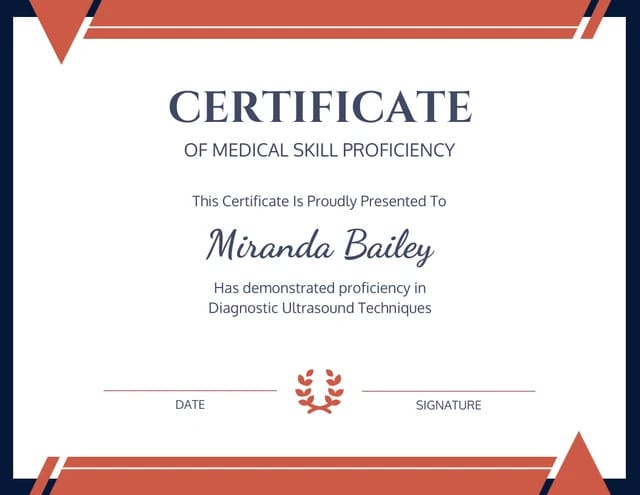 CERTIFICATE
OF MEDICAL SKILL PROFICIENCY
This Certificate Is Proudly Presented To
Miranda Bailey
Has demonstrated proficiency in
Diagnostic Ultrasound Techniques
DATE
SIGNATURE